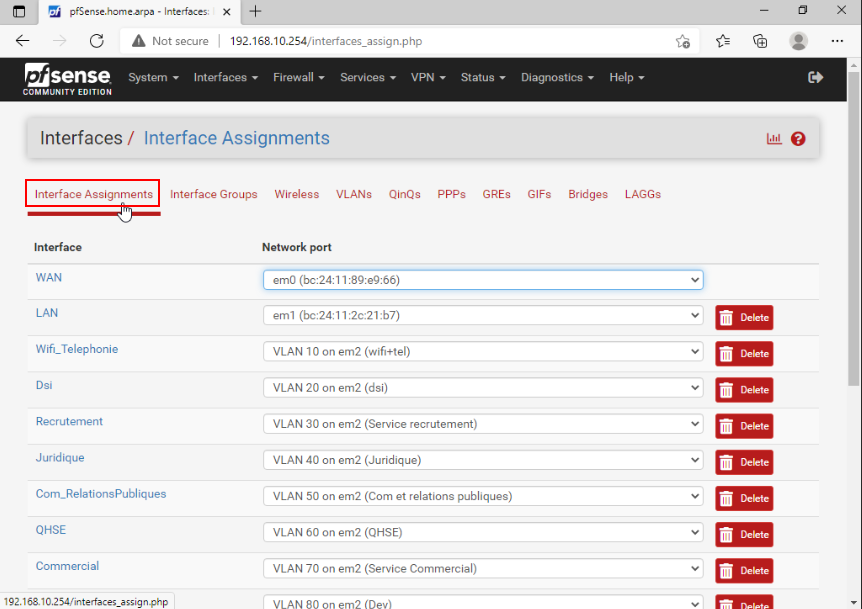 pfSense.home.arpa - Interfaces:
Not secure 192.168.10.254/interfaces_assign.php
pfsense
COMMUNITY EDITION
System Interfaces Firewall Services VPN Status Diagnostics Help
Interfaces / Interface Assignments
Interface Assignments Interface Groups Wireless VLANs QinQs PPPs GREs GIFs Bridges LAGGs
Interface Network port
WAN em0 (bc:24:11:89:e9:66)
LAN em1 (bc:24:11:2c:21:b7) Delete
Wifi_Telephonie VLAN 10 on em2 (wifi+tel) Delete
Dsi VLAN 20 on em2 (dsi) Delete
Recrutement VLAN 30 on em2 (Service recrutement) Delete
Juridique VLAN 40 on em2 (Juridique) Delete
Com_RelationsPubliques VLAN 50 on em2 (Com et relations publiques) Delete
QHSE VLAN 60 on em2 (QHSE) Delete
Commercial VLAN 70 on em2 (Service Commercial) Delete
VLAN 80 on em2 (Dev) Delete
192.168.10.254/interfaces_assign.php